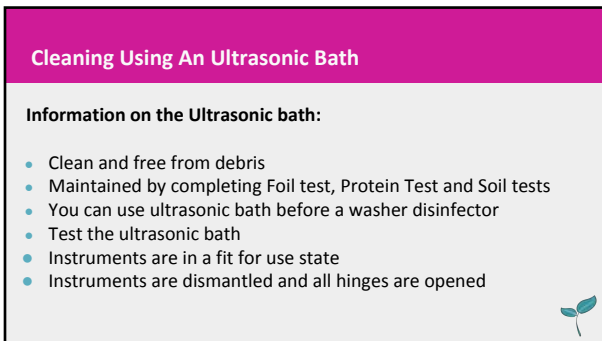 Cleaning Using An Ultrasonic Bath
Information on the Ultrasonic bath:
• Clean and free from debris
• Maintained by completing Foil test, Protein Test and Soil tests
• You can use ultrasonic bath before a washer disinfector
• Test the ultrasonic bath
• Instruments are in a fit for use state
• Instruments are dismantled and all hinges are opened